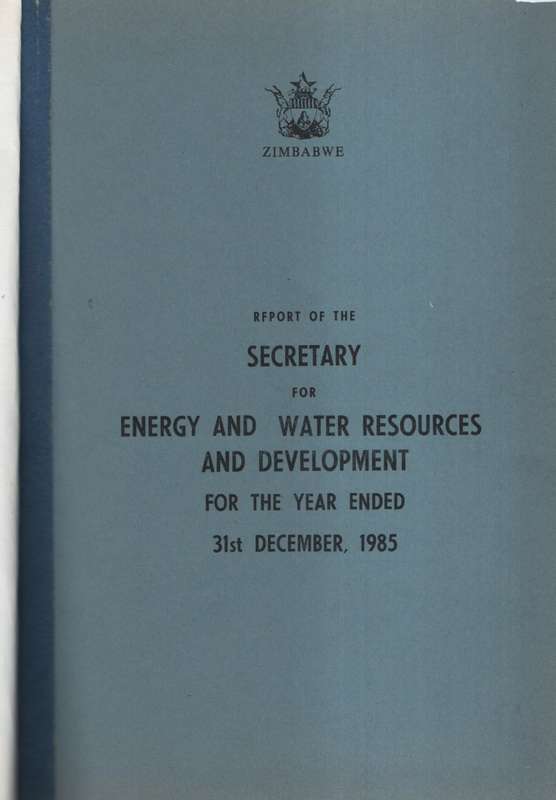 ZIMBABWE
RFPORT OF THE
SECRETARY
FOR
ENERGY AND WATER RESOURCES
AND DEVELOPMENT
FOR THE YEAR ENDED
31st DECEMBER, 1985